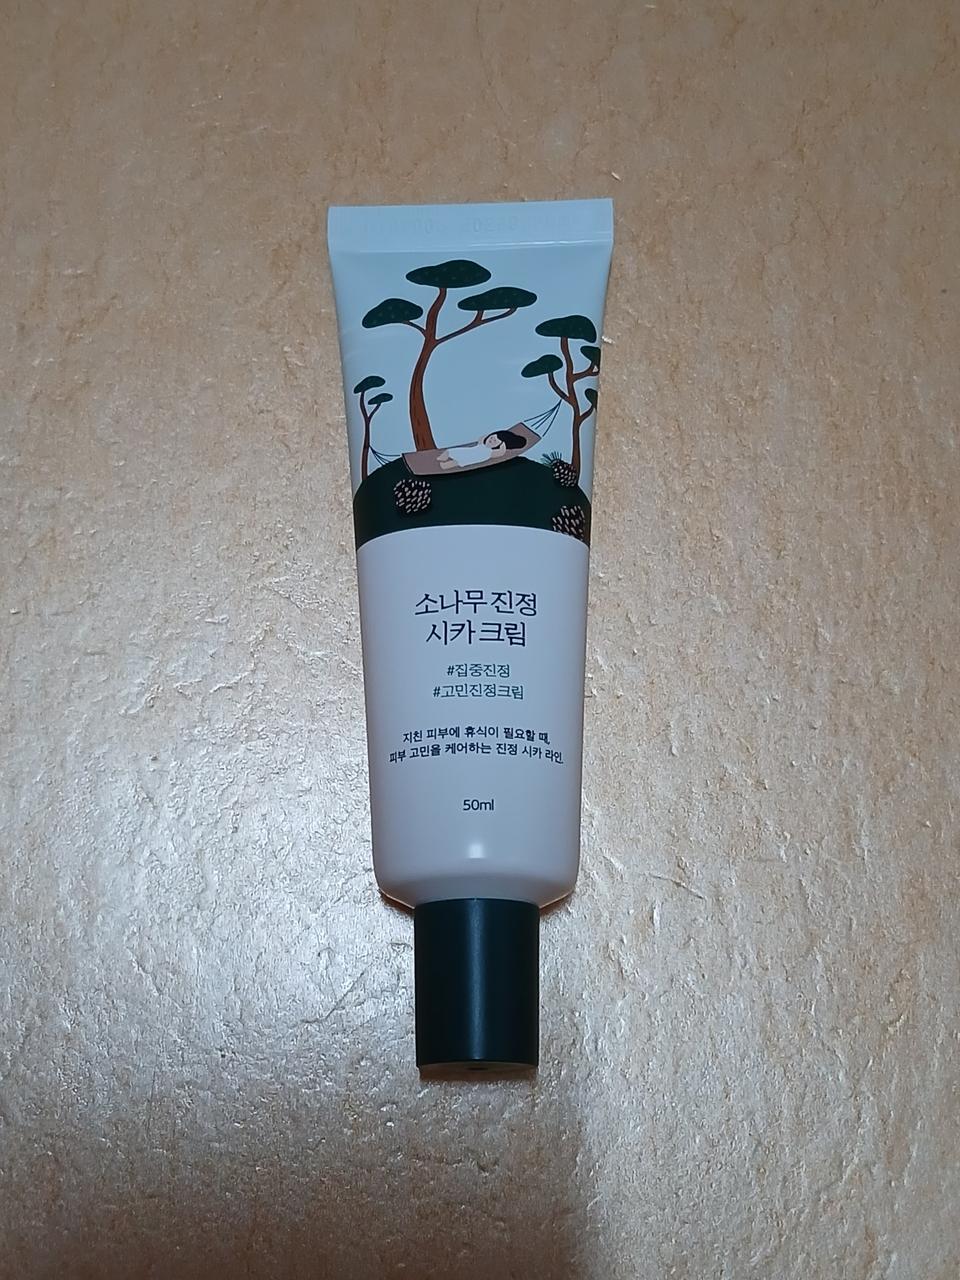 소나무 진정
시카 크림
#집중진정
#고민진정크림
지친 피부에 휴식이 필요할 때,
피부 고민을 케어하는 진정 시카 라인.
50ml